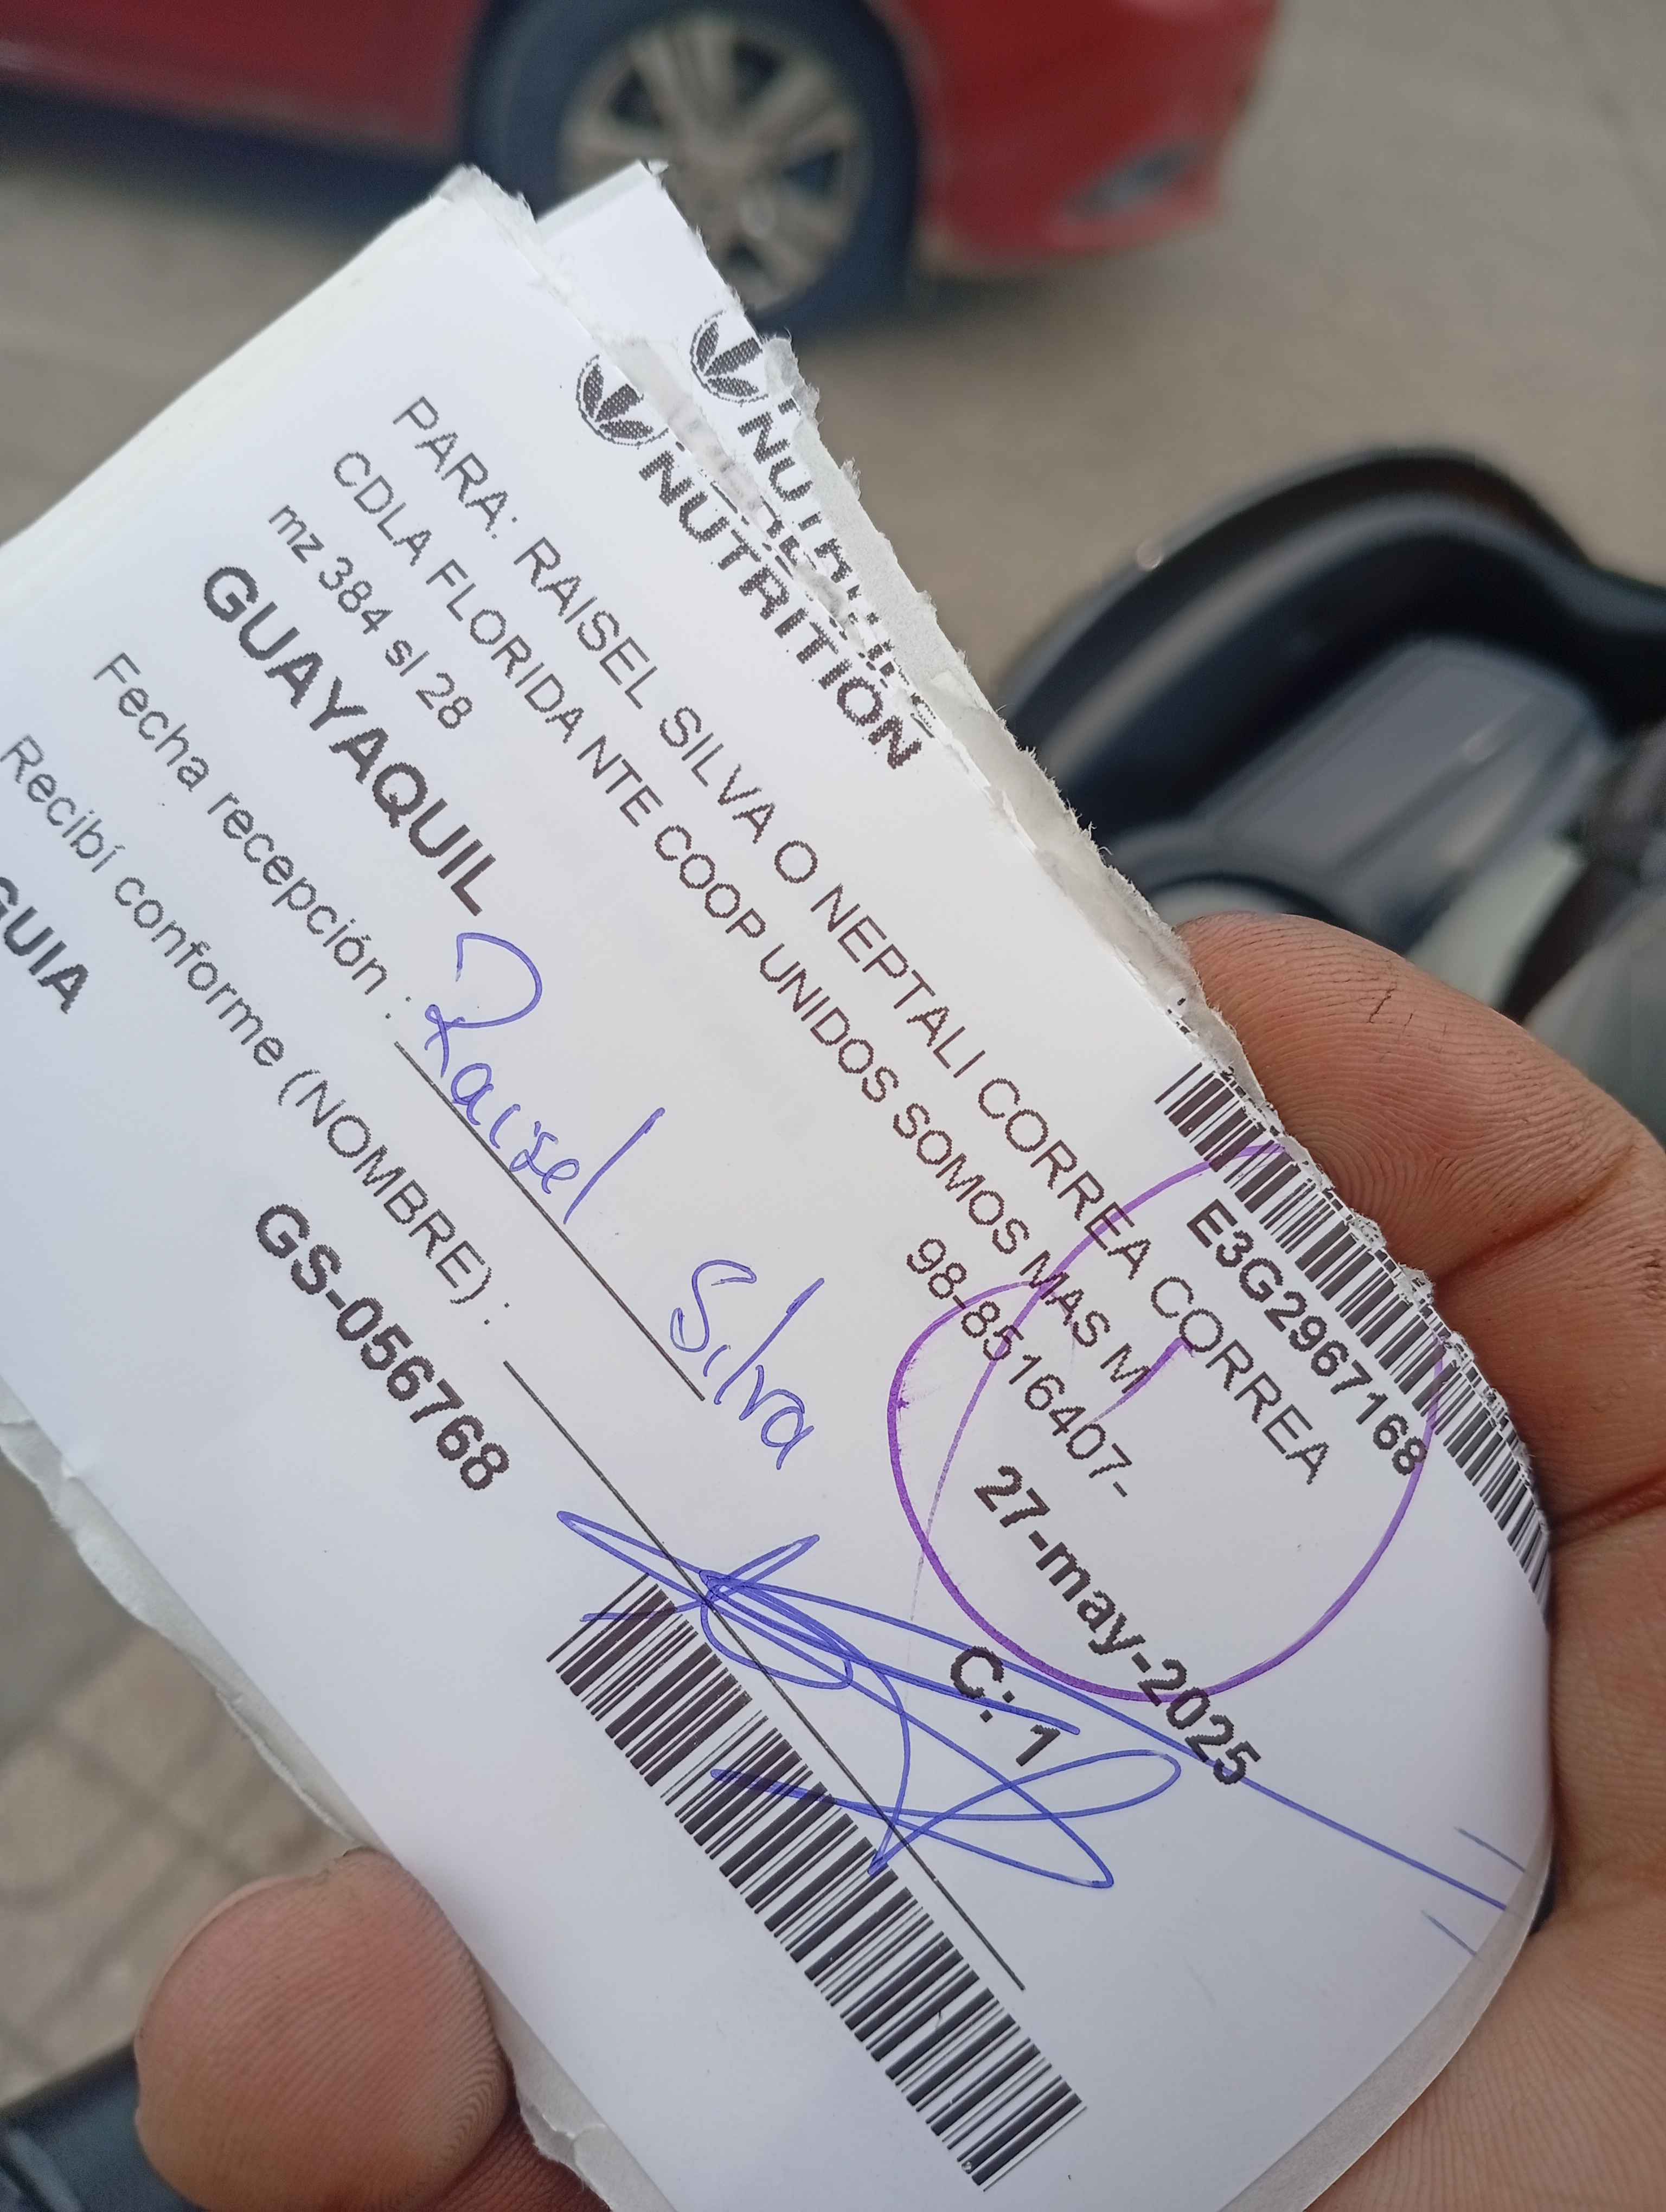 NUTRITION
E3G2967168
PARA: RAISEL SILVA O NEPTALI CORREA CORREA
CDLA FLORIDA NTE COOP UNIDOS SOMOS MAS M
mz 384 sl 28
98-8516407-
GUAYAQUIL
27-may-2025
Fecha recepción : Raisel Silva
C: 1
Recibí conforme (NOMBRE) :
GUIA
GS-056768